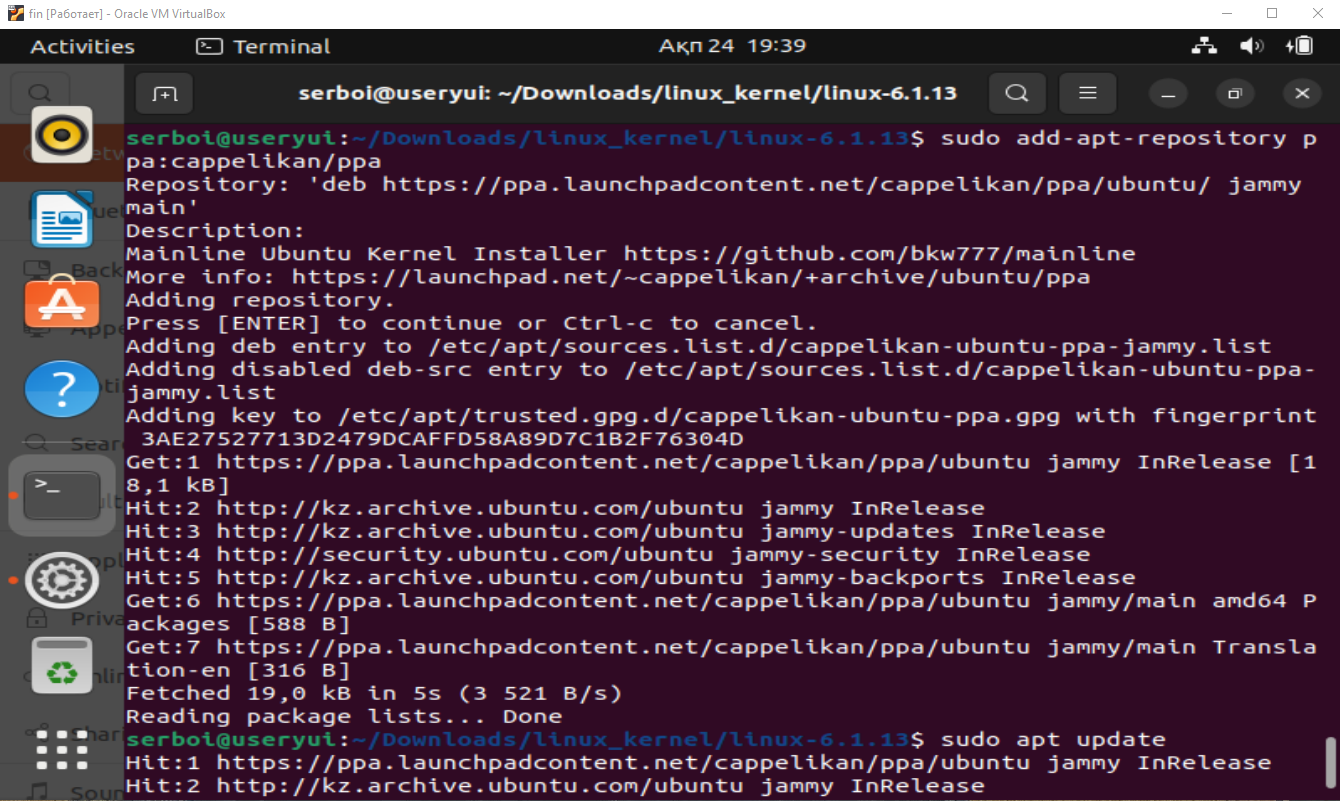 fin [Работает] - Oracle VM VirtualBox
Activities
Terminal
Ақп 24 19:39
serboi@useryui: ~/Downloads/linux_kernel/linux-6.1.13
serboi@useryui:~/Downloads/linux_kernel/linux-6.1.13$ sudo add-apt-repository p
pa:cappelikan/ppa
Repository: 'deb https://ppa.launchpadcontent.net/cappelikan/ppa/ubuntu/ jammy
main'
Description:
Mainline Ubuntu Kernel Installer https://github.com/bkw777/mainline
More info: https://launchpad.net/~cappelikan/+archive/ubuntu/ppa
Adding repository.
Press [ENTER] to continue or Ctrl-c to cancel.
Adding deb entry to /etc/apt/sources.list.d/cappelikan-ubuntu-ppa-jammy.list
Adding disabled deb-src entry to /etc/apt/sources.list.d/cappelikan-ubuntu-ppa-
jammy.list
Adding key to /etc/apt/trusted.gpg.d/cappelikan-ubuntu-ppa.gpg with fingerprint
3AE27527713D2479DCAFFD58A89D7C1B2F76304D
Get:1 https://ppa.launchpadcontent.net/cappelikan/ppa/ubuntu jammy InRelease [1
8,1 kB]
Hit:2 http://kz.archive.ubuntu.com/ubuntu jammy InRelease
Hit:3 http://kz.archive.ubuntu.com/ubuntu jammy-updates InRelease
Hit:4 http://security.ubuntu.com/ubuntu jammy-security InRelease
Hit:5 http://kz.archive.ubuntu.com/ubuntu jammy-backports InRelease
Get:6 https://ppa.launchpadcontent.net/cappelikan/ppa/ubuntu jammy/main amd64 P
ackages [588 B]
Get:7 https://ppa.launchpadcontent.net/cappelikan/ppa/ubuntu jammy/main Transla
tion-en [316 B]
Fetched 19,0 kB in 5s (3 521 B/s)
Reading package lists... Done
serboi@useryui:~/Downloads/linux_kernel/linux-6.1.13$ sudo apt update
Hit:1 https://ppa.launchpadcontent.net/cappelikan/ppa/ubuntu jammy InRelease
Hit:2 http://kz.archive.ubuntu.com/ubuntu jammy InRelease